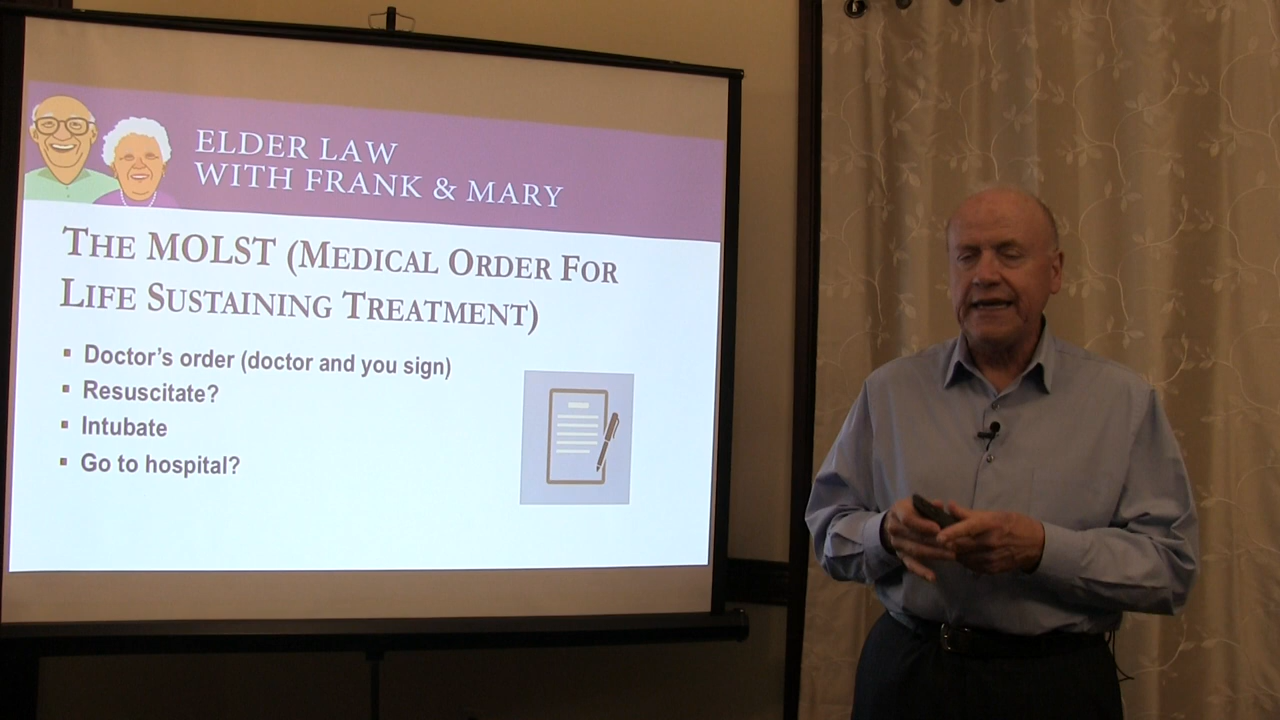 ELDER LAW
WITH FRANK & MARY
THE MOLST (MEDICAL ORDER FOR
LIFE SUSTAINING TREATMENT)
Doctor's order (doctor and you sign)
Resuscitate?
Intubate
Go to hospital?